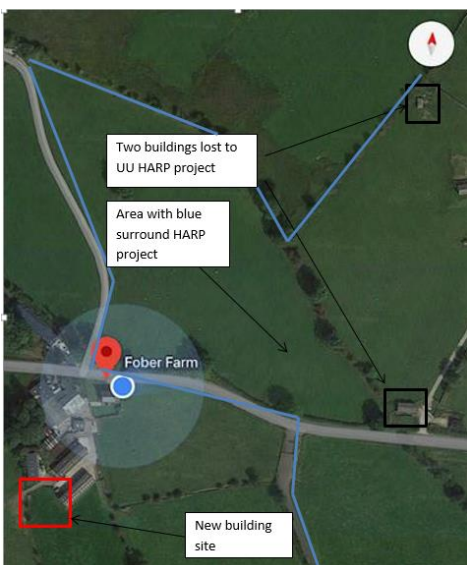 Two buildings lost to
UU HARP project
Area with blue
surround HARP
project
Fober Farm
New building
site